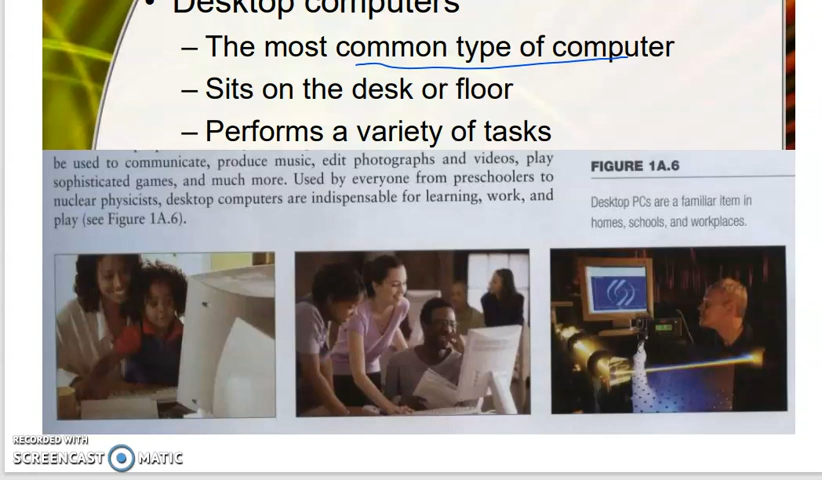 • Desktop computers
– The most common type of computer
– Sits on the desk or floor
– Performs a variety of tasks
be used to communicate, produce music, edit photographs and videos, play
sophisticated games, and much more. Used by everyone from preschoolers to
nuclear physicists, desktop computers are indispensable for learning, work, and
play (see Figure 1A.6).
FIGURE 1A.6
Desktop PCs are a familiar item in
homes, schools, and workplaces.
RECORDED WITH
SCREENCAST MATIC